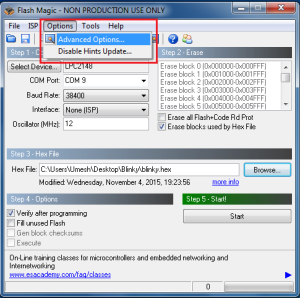 Flash Magic - NON PRODUCTION USE ONLY
File ISP Options Tools Help
Advanced Options...
Disable Hints Update...
Step 2 - Erase
Select Device... LPC2148
COM Port: COM 9
Baud Rate: 38400
Interface: None (ISP)
Oscillator (MHz): 12
Erase block 0 (0x000000-0x000FFF)
Erase block 1 (0x001000-0x001FFF)
Erase block 2 (0x002000-0x002FFF)
Erase block 3 (0x003000-0x003FFF)
Erase block 4 (0x004000-0x004FFF)
Erase block 5 (0x005000-0x005FFF)
Erase all Flash+Code Rd Prot
Erase blocks used by Hex File
Step 3 - Hex File
Hex File: C:\Users\Umesh\Desktop\Blinky\blinky.hex Browse...
Modified Wednesday, November 4, 2015, 19:23:56 more info
Step 4 - Options
Verify after programming
Fill unused Flash
Gen block checksums
Execute
Step 5 - Start!
Start
On-Line training classes for microcontrollers and embedded networking and
Internetworking
www.esacademy.com/faq/classes
0